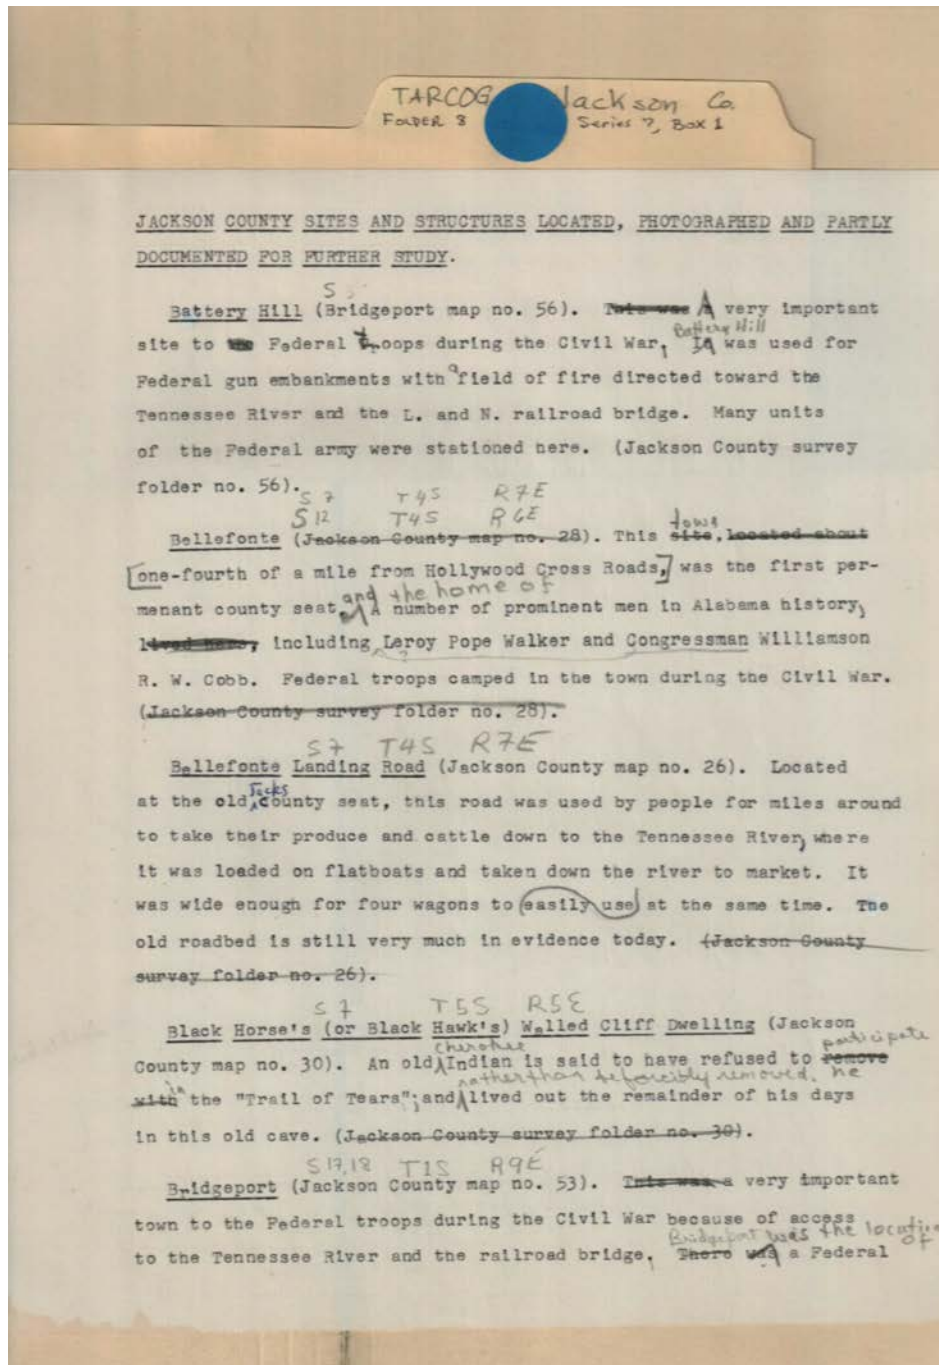 TARCOG Jackson Co.
FOLDER 8 Series 7, Box 1
JACKSON COUNTY SITES AND STRUCTURES LOCATED, PHOTOGRAPHED AND PARTLY
DOCUMENTED FOR FURTHER STUDY.
S
Battery Hill (Bridgeport map no. 56). This was A very important
Battery Hill
site to the Federal troops during the Civil War, It was used for
Federal gun embankments with a field of fire directed toward the
Tennessee River and the L. and N. railroad bridge. Many units
of the Federal army were stationed here. (Jackson County survey
folder no. 56).
S 7 T4S R7E
S 12 T4S R6E
town
Bellefonte (Jackson County map no. 28). This site, located about
[one-fourth of a mile from Hollywood Cross Roads,] was the first per-
and the home of
menant county seat. A number of prominent men in Alabama history,
lived here, including Leroy Pope Walker and Congressman Williamson
R. W. Cobb. Federal troops camped in the town during the Civil War.
(Jackson County survey folder no. 28).
S7 T4S R7E
Bellefonte Landing Road (Jackson County map no. 26). Located
at the old Jacks county seat, this road was used by people for miles around
to take their produce and cattle down to the Tennessee River, where
it was loaded on flatboats and taken down the river to market. It
was wide enough for four wagons to easily use at the same time. The
old roadbed is still very much in evidence today. (Jackson County
survey folder no. 26).
S 7 T5S R5E
Black Horse's (or Black Hawk's) Walled Cliff Dwelling (Jackson
cherokee participate
County map no. 30). An old Indian is said to have refused to remove
in rather than be forcibly removed, he
with the "Trail of Tears"; and lived out the remainder of his days
in this old cave. (Jackson County survey folder no. 30).
S 17,18 T1S R9E
Bridgeport (Jackson County map no. 53). This was a very important
town to the Federal troops during the Civil War because of access
Bridgeport was the location of
to the Tennessee River and the railroad bridge. There was a Federal